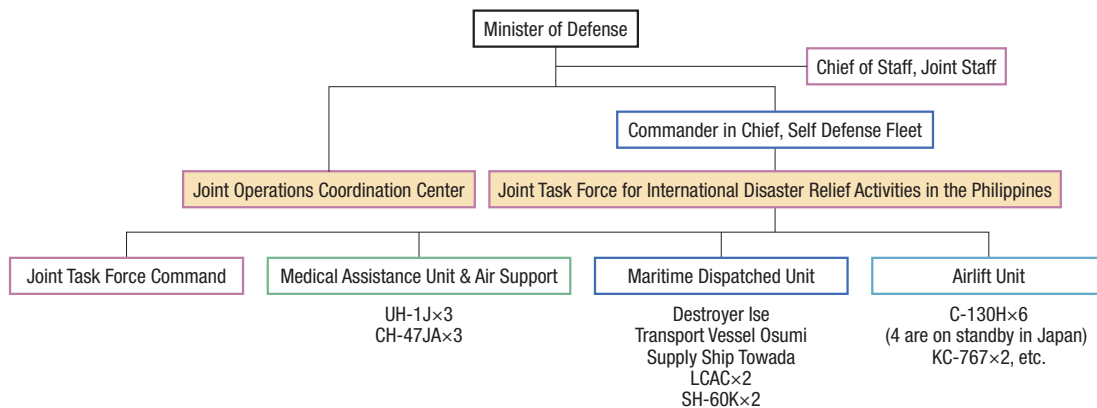 Minister of Defense
Chief of Staff, Joint Staff
Commander in Chief, Self Defense Fleet
Joint Operations Coordination Center
Joint Task Force for International Disaster Relief Activities in the Philippines
Joint Task Force Command
Medical Assistance Unit & Air Support
UH-1J×3
CH-47JA×3
Maritime Dispatched Unit
Destroyer Ise
Transport Vessel Osumi
Supply Ship Towada
LCAC×2
SH-60K×2
Airlift Unit
C-130H×6
(4 are on standby in Japan)
KC-767×2, etc.